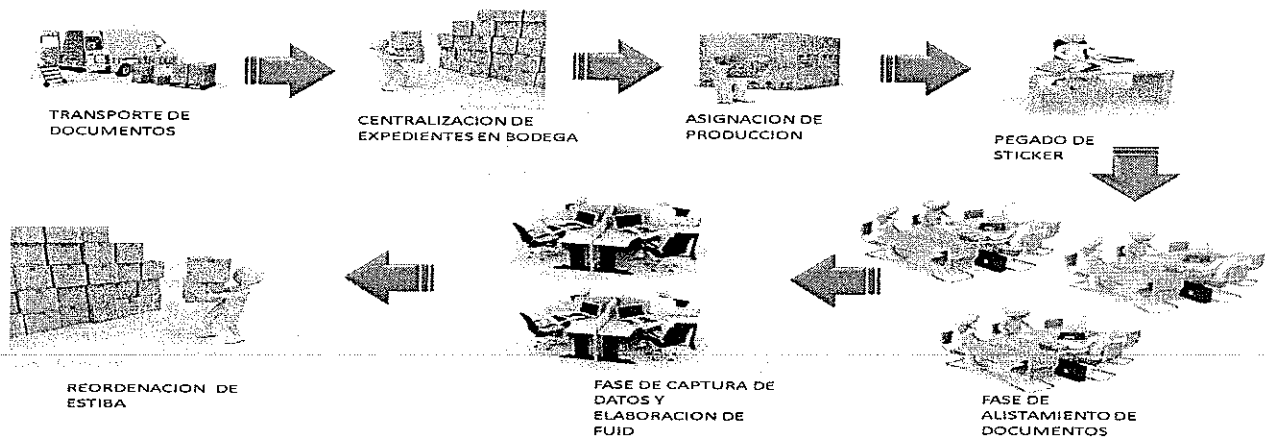 TRANSPORTE DE
DOCUMENTOS
CENTRALIZACION DE
EXPEDIENTES EN BODEGA
ASIGNACION DE
PRODUCCION
PEGADO DE
STICKER
REORDENACION DE
ESTIBA
FASE DE CAPTURA DE
DATOS Y
ELABORACION DE
FUID
FASE DE
ALISTAMIENTO DE
DOCUMENTOS